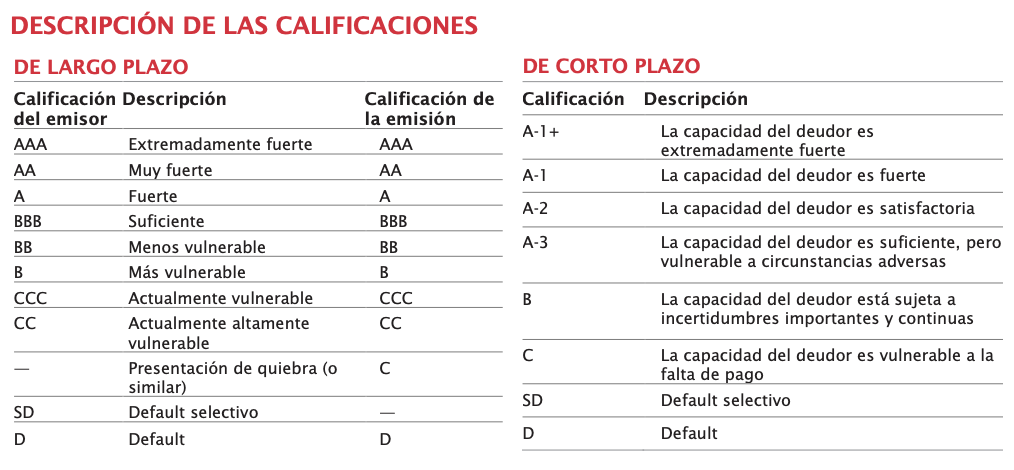 DESCRIPCIÓN DE LAS CALIFICACIONES
DE LARGO PLAZO
Calificación Descripción Calificación de
del emisor la emisión
AAA Extremadamente fuerte AAA
AA Muy fuerte AA
A Fuerte A
BBB Suficiente BBB
BB Menos vulnerable BB
B Más vulnerable B
CCC Actualmente vulnerable CCC
CC Actualmente altamente CC
vulnerable
— Presentación de quiebra (o C
similar)
SD Default selectivo —
D Default D
DE CORTO PLAZO
Calificación Descripción
A-1+ La capacidad del deudor es
extremadamente fuerte
A-1 La capacidad del deudor es fuerte
A-2 La capacidad del deudor es satisfactoria
A-3 La capacidad del deudor es suficiente, pero
vulnerable a circunstancias adversas
B La capacidad del deudor está sujeta a
incertidumbres importantes y continuas
C La capacidad del deudor es vulnerable a la
falta de pago
SD Default selectivo
D Default